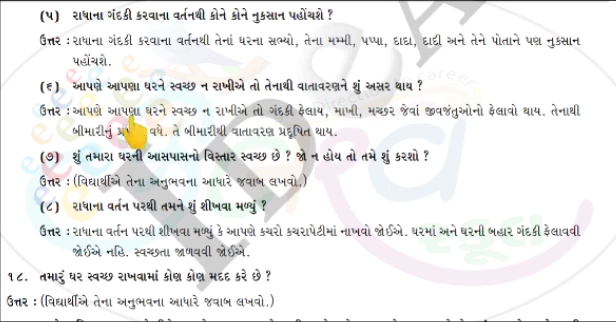 (૫) રાધાના ગંદકી કરવાના વર્તનથી કોને કોને નુકસાન પહોંચશે ?
ઉત્તર : રાધાના ગંદકી કરવાના વર્તનથી તેનાં ઘરના સભ્યો, તેના મમ્મી, પપ્પા, દાદા, દાદી અને તેને પોતાને પણ નુકસાન
પહોંચશે.
(૬) આપણે આપણા ઘરને સ્વચ્છ ન રાખીએ તો તેનાથી વાતાવરણને શું અસર થાય ?
ઉત્તર : આપણે આપણા ઘરને સ્વચ્છ ન રાખીએ તો ગંદકી ફેલાય, માખી, મચ્છર જેવાં જીવજંતુઓનો ફેલાવો થાય. તેનાથી
બીમારીનું વધે. તે બીમારીથી વાતાવરણ પ્રદૂષિત થાય.
(૭) શું તમારા ઘરની આસપાસનો વિસ્તાર સ્વચ્છ છે ? જો ન હોય તો તમે શું કરશો ?
ઉત્તર : (વિદ્યાર્થીએ તેના અનુભવના આધારે જવાબ લખવો.)
(૮) રાધાના વર્તન પરથી તમને શું શીખવા મળ્યું ?
ઉત્તર : રાધાના વર્તન પરથી શીખવા મળ્યું કે આપણે કચરો કચરાપેટીમાં નાખવો જોઈએ. ઘરમાં અને ઘરની બહાર ગંદકી ફેલાવવી
જોઈએ નહિ. સ્વચ્છતા જાળવવી જોઈએ.
૧૮. તમારું ઘર સ્વચ્છ રાખવામાં કોણ કોણ મદદ કરે છે ?
ઉત્તર : (વિદ્યાર્થીએ તેના અનુભવના આધારે જવાબ લખવો.)